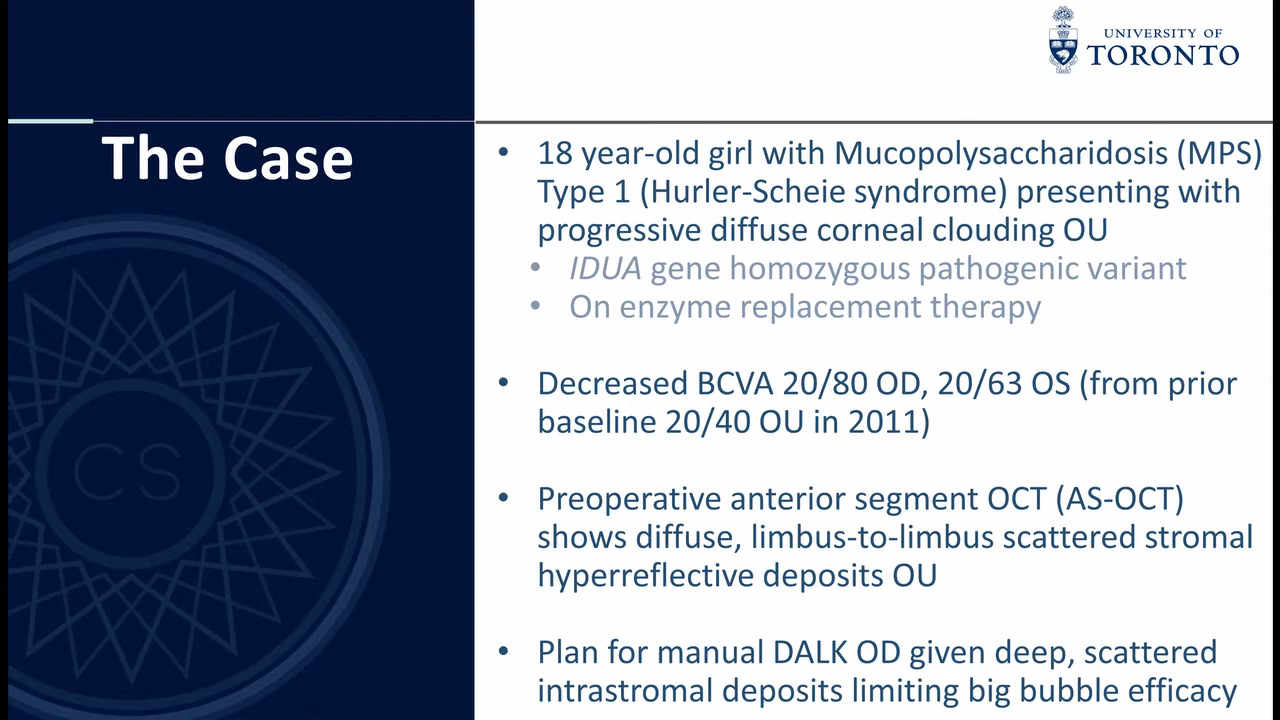 UNIVERSITY OF
TORONTO
The Case
• 18 year-old girl with Mucopolysaccharidosis (MPS)
Type 1 (Hurler-Scheie syndrome) presenting with
progressive diffuse corneal clouding OU
• IDUA gene homozygous pathogenic variant
• On enzyme replacement therapy
• Decreased BCVA 20/80 OD, 20/63 OS (from prior
baseline 20/40 OU in 2011)
• Preoperative anterior segment OCT (AS-OCT)
shows diffuse, limbus-to-limbus scattered stromal
hyperreflective deposits OU
• Plan for manual DALK OD given deep, scattered
intrastromal deposits limiting big bubble efficacy
CS